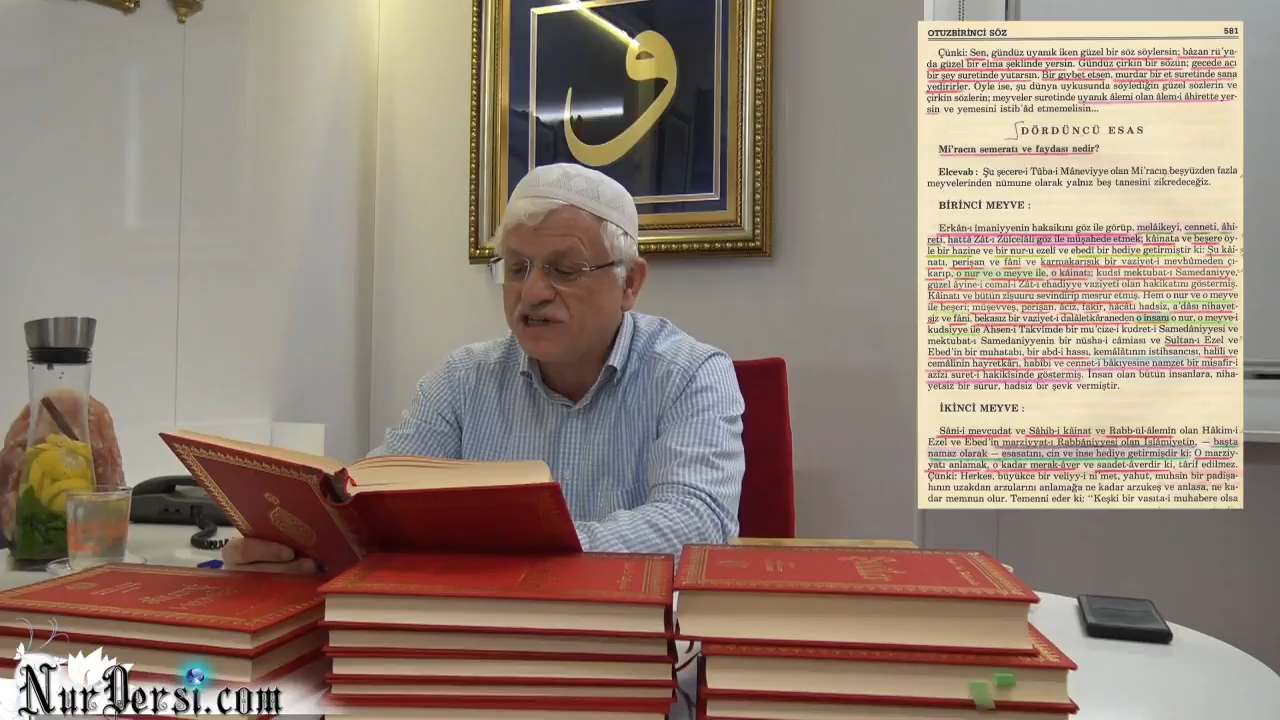 و
OTUZBİRİNCİ SÖZ 581
Çünki: Sen, gündüz uyanık iken güzel bir söz söylersin; bâzan rü'ya-
da güzel bir elma şeklinde yersin. Gündüz çirkin bir sözün; gecede acı
bir şey suretinde yutarsın. Bir gıybet etsen, murdar bir et suretinde sana
yedirirler. Öyle ise, şu dünya uykusunda söylediğin güzel sözlerin ve
çirkin sözlerin; meyveler suretinde uyanık âlemi olan âlem-i âhirette yer-
sin ve yemesini istib'âd etmemelisin...
DÖRDÜNCÜ ESAS
Mi'racın semeratı ve faydası nedir?
Elcevab : Şu şecere-i Tûba-i Mâneviyye olan Mi'racın beşyüzden fazla
meyvelerinden nümune olarak yalnız beş tanesini zikredeceğiz.
BİRİNCİ MEYVE :
Erkân-ı îmaniyyenin hakaikını göz ile görüp, melâikeyi, cenneti, âhi-
reti, hattâ Zât-ı Zülcelâli göz ile müşahede etmek; kâinata ve beşere öy-
le bir hazine ve bir nur-u ezelî ve ebedî bir hediye getirmiştir ki: Şu kâi-
natı, perişan ve fâni ve karmakarışık bir vaziyet-i mevhûmeden çı-
karıp, o nur ve o meyve ile, o kâinatı; kudsî mektubat-ı Samedaniyye,
güzel âyine-i cemal-i Zât-ı ehadiyye vaziyeti olan hakikatını göstermiş.
Kâinatı ve bütün zîşuuru sevindirip mesrur etmiş. Hem o nur ve o meyve
ile beşeri; müşevveş, perişan, âciz, fakir, hâcâtı hadsiz, a'dâsı nihayet-
siz ve fâni, bekasız bir vaziyet-i dalâletkâraneden o insanı o nur, o meyve-i
kudsiyye ile Ahsen-i Takvimde bir mu'cize-i kudret-i Samedâniyyesi ve
mektubat-ı Samedaniyyenin bir nüsha-i câmiası ve Sultan-ı Ezel ve
Ebed'in bir muhatabı, bir abd-i hassı, kemâlâtının istihsancısı, halîli ve
cemâlinin hayretkârı, habîbi ve cennet-i bâkıyesine namzet bir misafir-i
azîzi suret-i hakikîsinde göstermiş. İnsan olan bütün insanlara, niha-
yetsiz bir sürur, hadsiz bir şevk vermiştir.
İKİNCİ MEYVE :
Sâni-i mevcudat ve Sâhib-i kâinat ve Rabb-ül-âlemîn olan Hâkim-i
Ezel ve Ebed'in marziyyat-ı Rabbâniyyesi olan İslâmiyetin, — başta
namaz olarak — esasatını, cin ve inse hediye getirmişdir ki: O marziy-
yatı anlamak, o kadar merak-âver ve saadet-âverdir ki, târif edilmez.
Çünki: Herkes, büyükçe bir veliyy-i ni'met, yahut, muhsin bir padişa-
hının uzakdan arzularını anlamağa ne kadar arzukeş ve anlasa, ne ka-
dar memnun olur. Temenni eder ki: "Keşki bir vasıta-i muhabere olsa
NurDersi.com